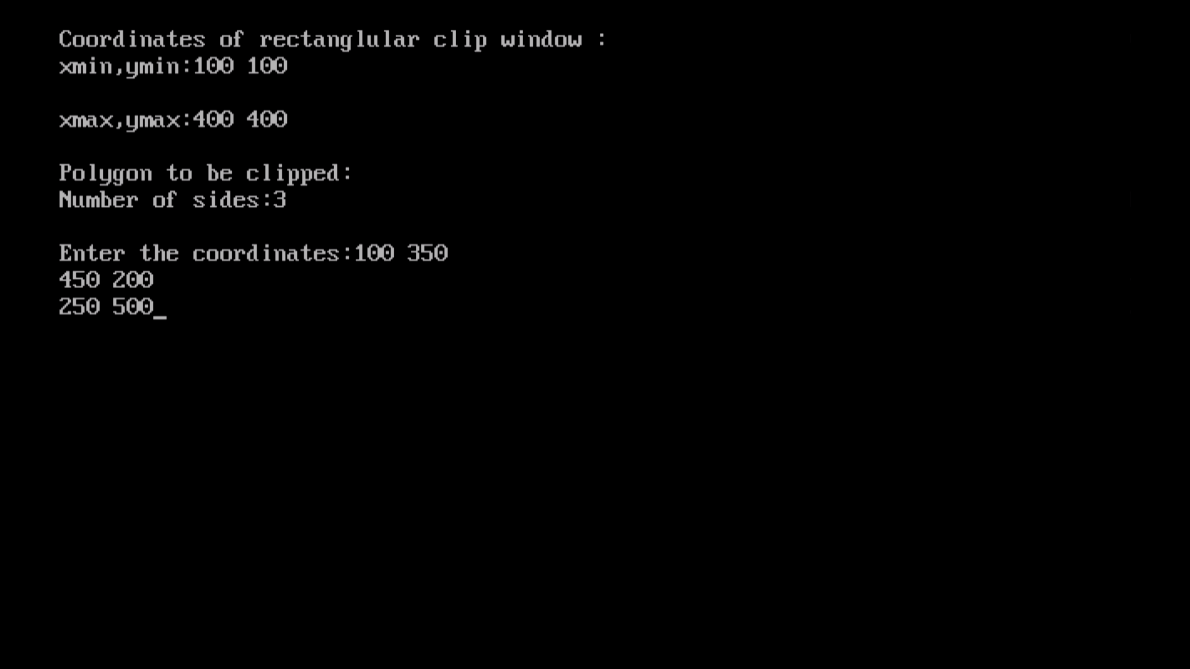 Coordinates of rectanglular clip window :
xmin,ymin:100 100
xmax,ymax:400 400
Polygon to be clipped:
Number of sides:3
Enter the coordinates:100 350
450 200
250 500_